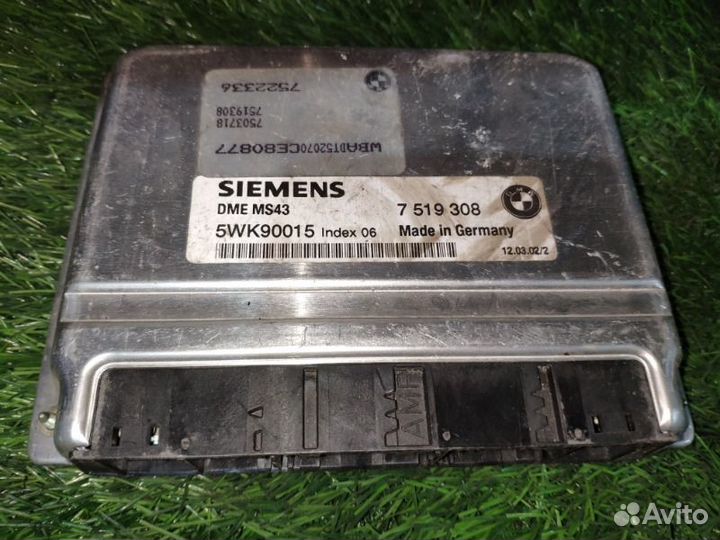 WBADT52070CE80877
7503718
7519308
7522336
SIEMENS
DME MS43 7 519 308
5WK90015 Index 06 Made in Germany
12.03.02/2
AMP
Avito